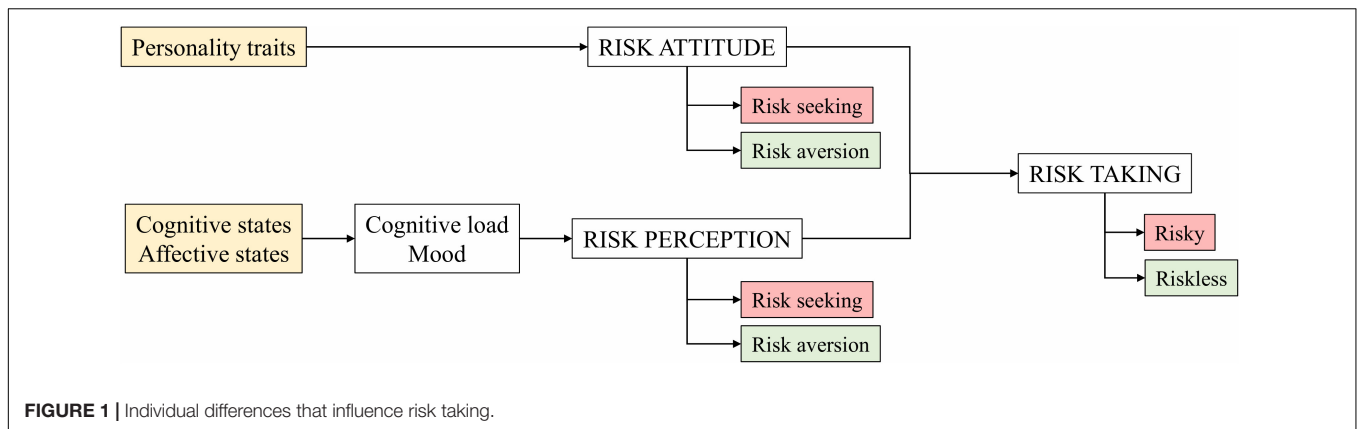 Personality traits
RISK ATTITUDE
Risk seeking
Risk aversion
RISK TAKING
Risky
Riskless
Cognitive states
Affective states
Cognitive load
Mood
RISK PERCEPTION
Risk seeking
Risk aversion
FIGURE 1 | Individual differences that influence risk taking.